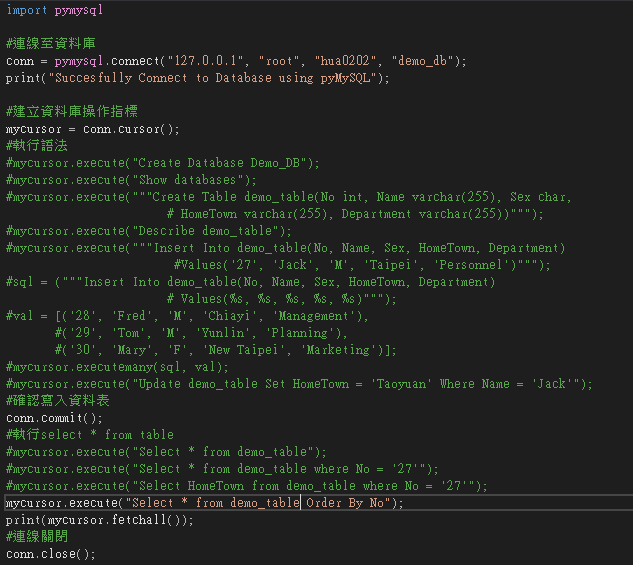 import pymysql
#連線至資料庫
conn = pymysql.connect("127.0.0.1", "root", "hua0202", "demo_db");
print("Succesfully Connect to Database using pyMySQL");
#建立資料庫操作指標
mycursor = conn.cursor();
#執行語法
#mycursor.execute("Create Database Demo_DB");
#mycursor.execute("Show databases");
#mycursor.execute("""Create Table demo_table(No int, Name varchar(255), Sex char,
# HomeTown varchar(255), Department varchar(255))""");
#mycursor.execute("Describe demo_table");
#mycursor.execute("""Insert Into demo_table(No, Name, Sex, HomeTown, Department)
#Values('27', 'Jack', 'M', 'Taipei', 'Personnel')""");
#sql = ("""Insert Into demo_table(No, Name, Sex, HomeTown, Department)
# Values(%s, %s, %s, %s, %s)""");
#val = [('28', 'Fred', 'M', 'Chiayi', 'Management'),
#('29', 'Tom', 'M', 'Yunlin', 'Planning'),
#('30', 'Mary', 'F', 'New Taipei', 'Marketing')];
#mycursor.executemany(sql, val);
#mycursor.execute("Update demo_table Set HomeTown = 'Taoyuan' Where Name = 'Jack'");
#確認寫入資料表
conn.commit();
#執行select * from table
#mycursor.execute("Select * from demo_table");
#mycursor.execute("Select * from demo_table where No = '27'");
#mycursor.execute("Select HomeTown from demo_table where No = '27'");
mycursor.execute("Select * from demo_table Order By No");
print(mycursor.fetchall());
#連線關閉
conn.close();